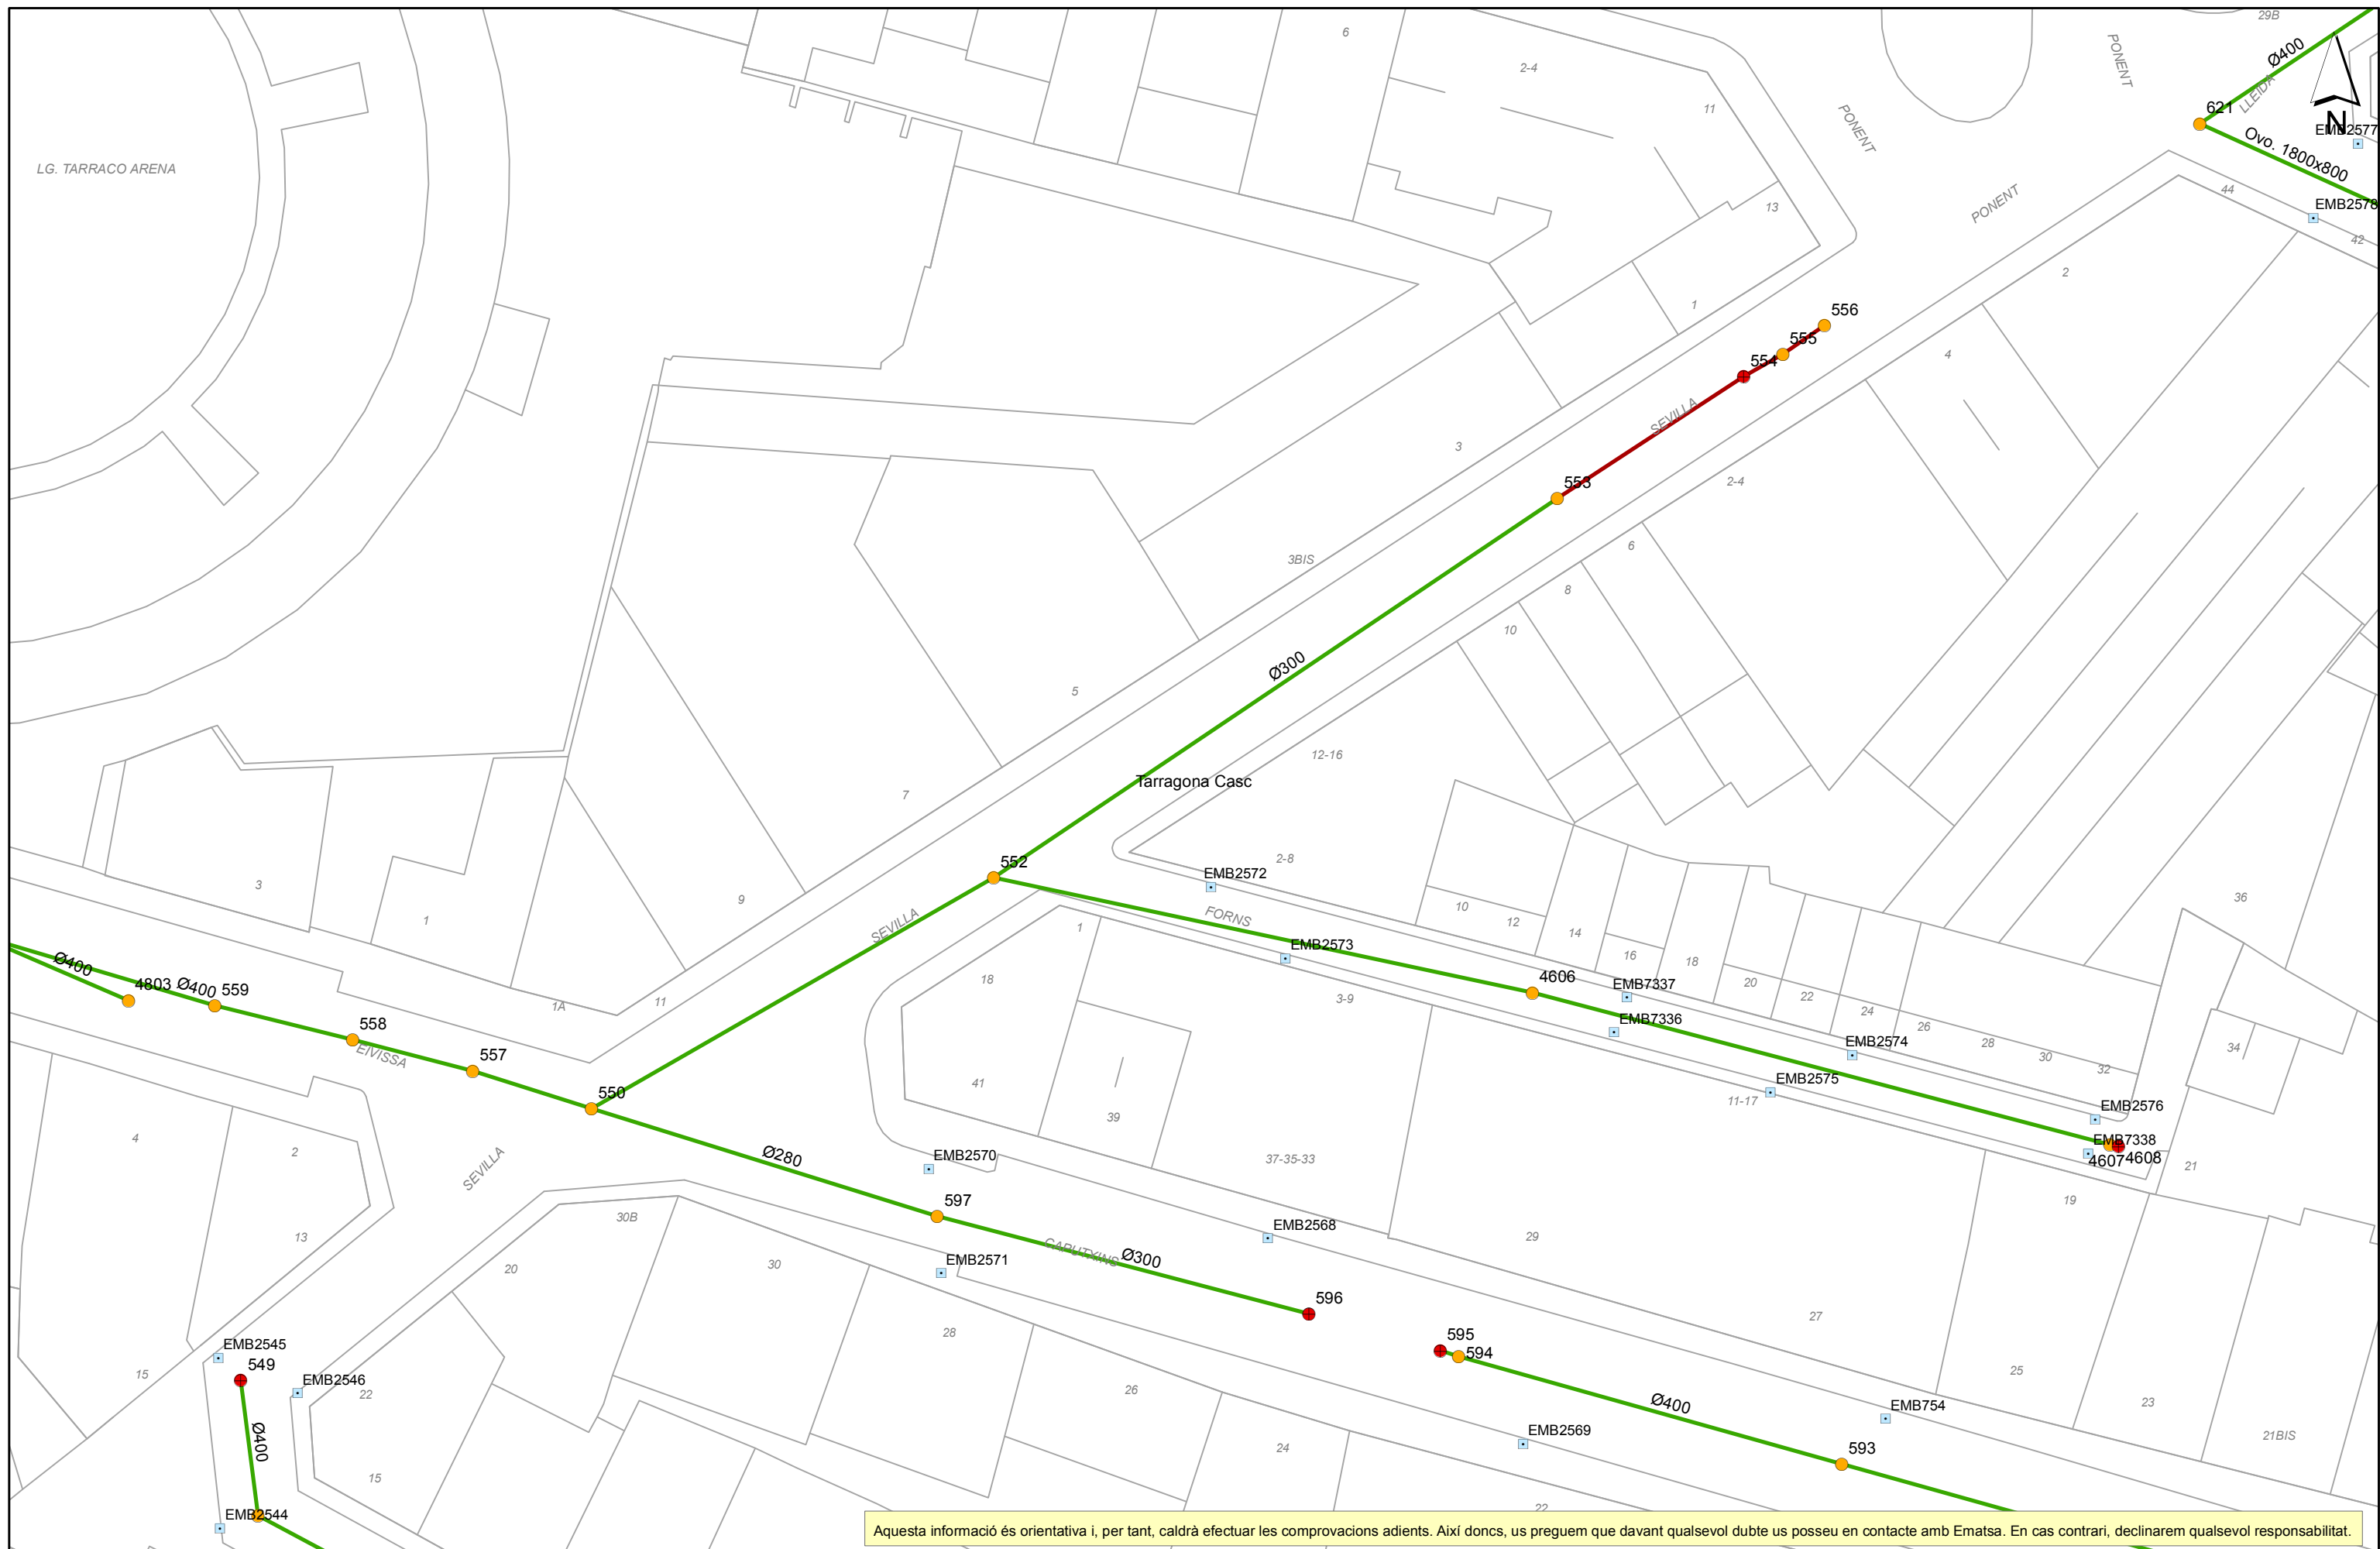 29B
6
2-4
11
PONENT
PONENT
Ø400
LLEIDA
621
N
EMB2577
Ovo. 1800x800
LG. TARRACO ARENA
13
PONENT
44
EMB2578
42
2
1
556
555
554
4
SEVILLA
3
553
2-4
3BIS
6
8
10
Ø300
5
12-16
Tarragona Casc
7
552
2-8
EMB2572
3
1
9
SEVILLA
FORNS
10
12
14
16
18
36
1
EMB2573
18
4606
EMB7337
20
22
24
26
28
30
32
34
Ø400
4803
Ø400
559
1A
11
3-9
EMB7336
558
EIVISSA
557
EMB2574
EMB2575
11-17
550
41
39
EMB2576
EMB7338
4607
4608
21
4
2
SEVILLA
Ø280
EMB2570
37-35-33
19
597
30B
13
20
30
EMB2571
CAPUTXINS
Ø300
EMB2568
29
596
27
28
595
594
EMB2545
549
15
EMB2546
22
26
25
23
Ø400
EMB754
Ø400
15
24
EMB2569
593
21BIS
EMB2544
22
Aquesta informació és orientativa i, per tant, caldrà efectuar les comprovacions adients. Així doncs, us preguem que davant qualsevol dubte us posseu en contacte amb Ematsa. En cas contrari, declinarem qualsevol responsabilitat.